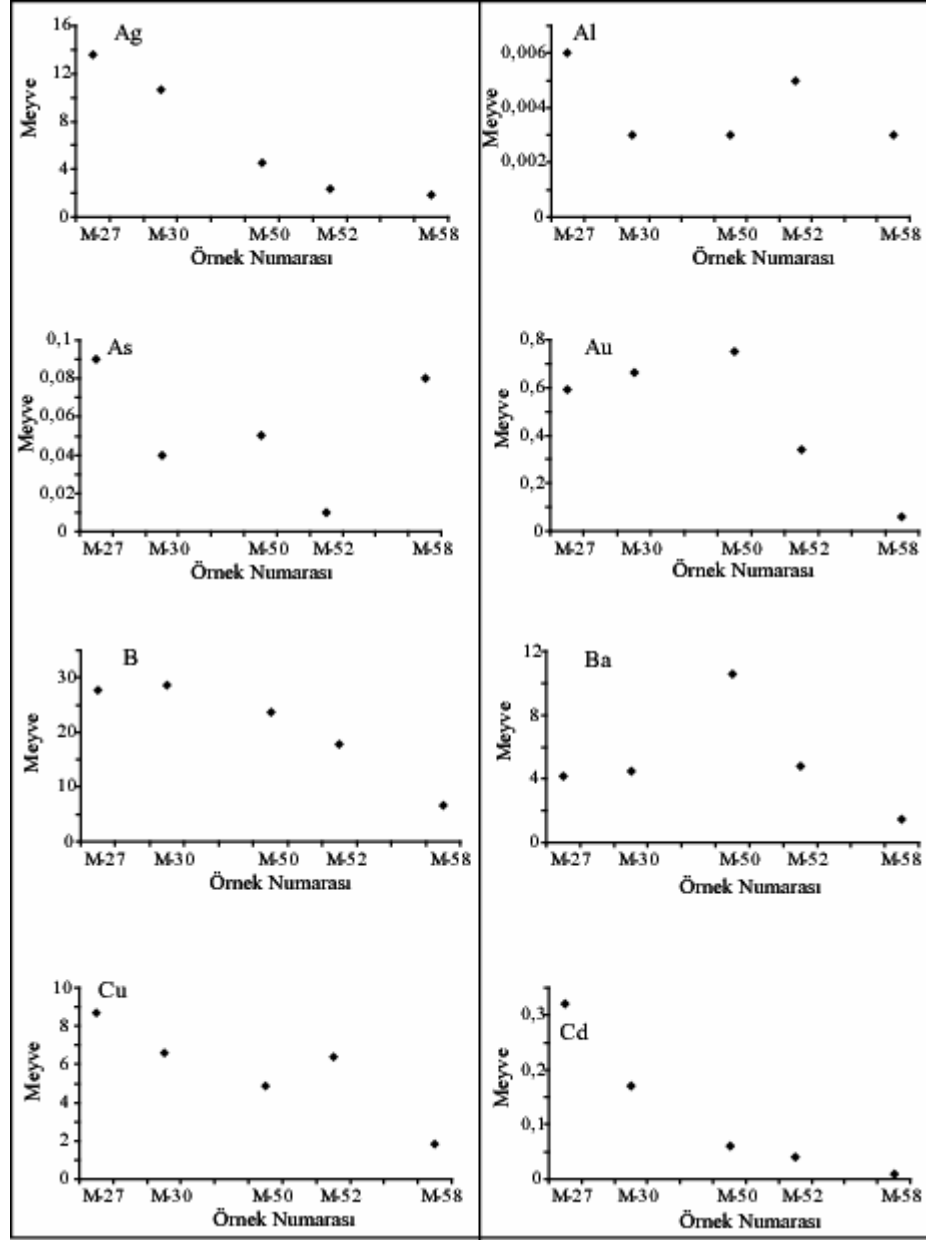 Ag
Meyve
16
12
8
4
0
M-27 M-30 M-50 M-52 M-58
Örnek Numarası
Al
Meyve
0,006
0,004
0,002
0
M-27 M-30 M-50 M-52 M-58
Örnek Numarası
As
Meyve
0,1
0,08
0,06
0,04
0,02
0
M-27 M-30 M-50 M-52 M-58
Örnek Numarası
Au
Meyve
0,8
0,6
0,4
0,2
0
M-27 M-30 M-50 M-52 M-58
Örnek Numarası
B
Meyve
30
20
10
0
M-27 M-30 M-50 M-52 M-58
Örnek Numarası
Ba
Meyve
12
8
4
0
M-27 M-30 M-50 M-52 M-58
Örnek Numarası
Cu
Meyve
10
8
6
4
2
0
M-27 M-30 M-50 M-52 M-58
Örnek Numarası
Cd
Meyve
0,3
0,2
0,1
0
M-27 M-30 M-50 M-52 M-58
Örnek Numarası